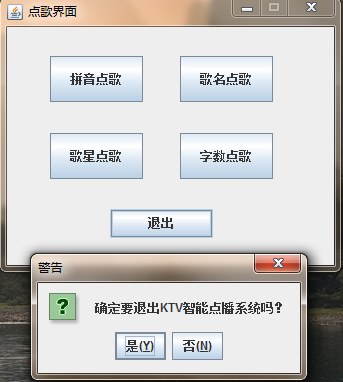 点歌界面
拼音点歌
歌名点歌
歌星点歌
字数点歌
退出
警告
确定要退出KTV智能点播系统吗?
是(Y)
否(N)